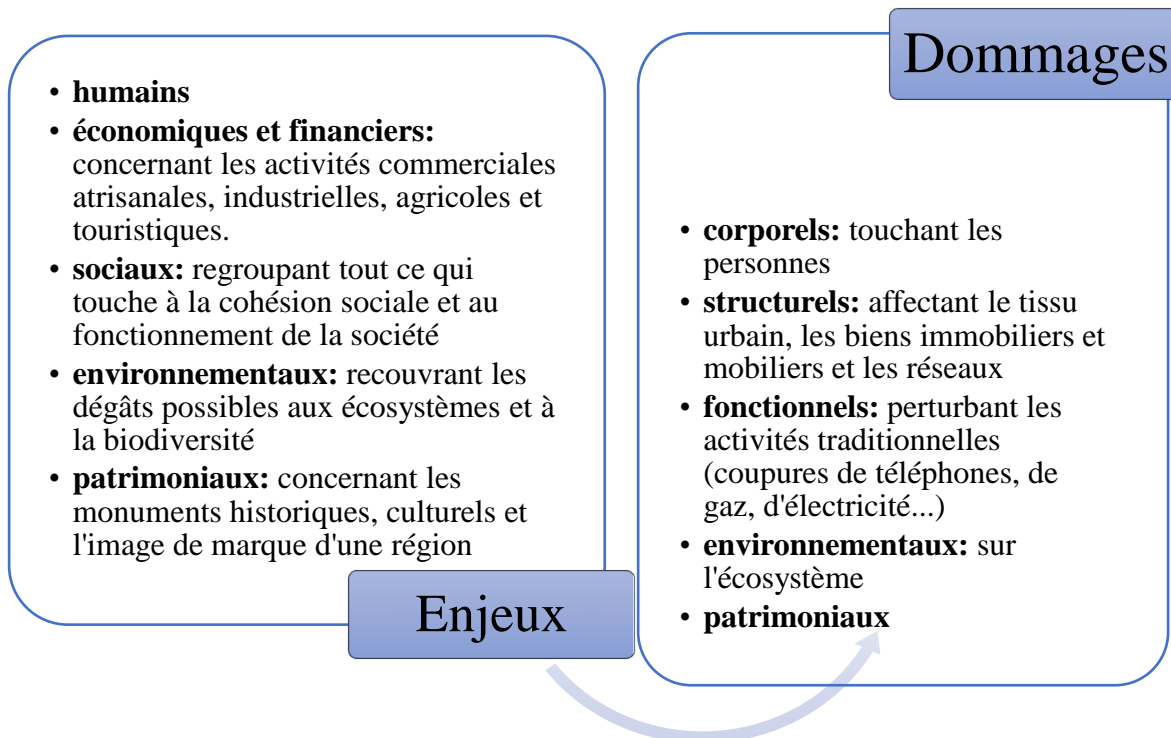 • humains
• économiques et financiers:
concernant les activités commerciales
atrisanales, industrielles, agricoles et
touristiques.
• sociaux: regroupant tout ce qui
touche à la cohésion sociale et au
fonctionnement de la société
• environnementaux: recouvrant les
dégâts possibles aux écosystèmes et à
la biodiversité
• patrimoniaux: concernant les
monuments historiques, culturels et
l'image de marque d'une région
Enjeux
Dommages
• corporels: touchant les
personnes
• structurels: affectant le tissu
urbain, les biens immobiliers et
mobiliers et les réseaux
• fonctionnels: perturbant les
activités traditionnelles
(coupures de téléphones, de
gaz, d'électricité...)
• environnementaux: sur
l'écosystème
• patrimoniaux